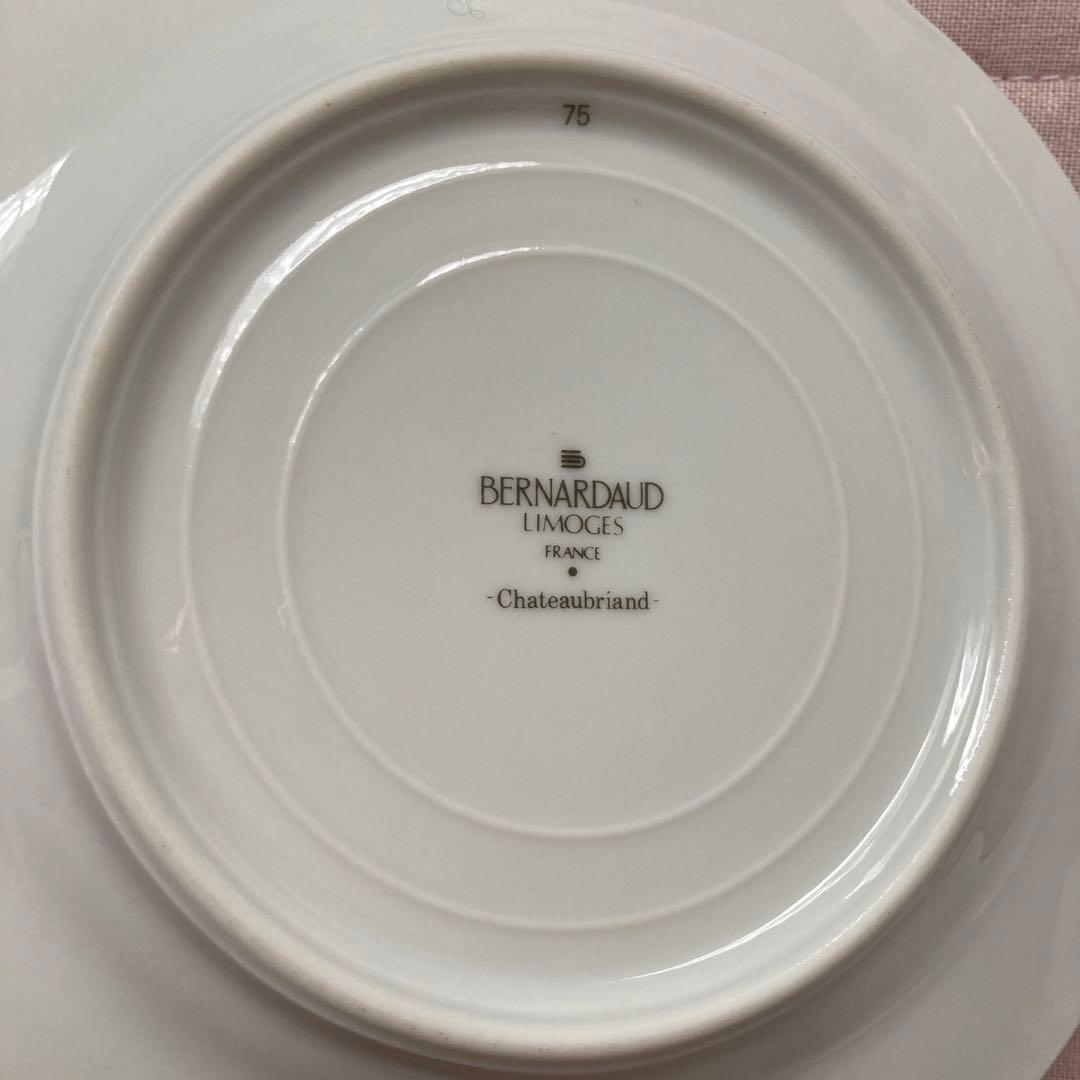 75
BERNARDAUD
LIMOGES
FRANCE
-Chateaubriand-